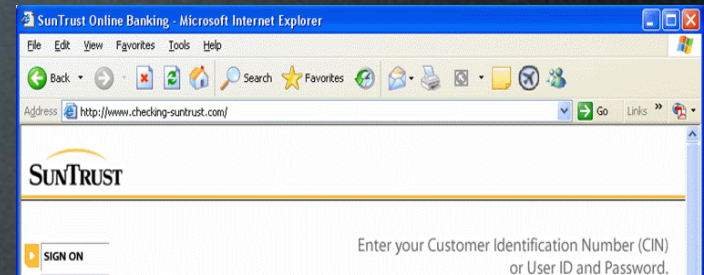 SunTrust Online Banking - Microsoft Internet Explorer
File Edit View Favorites Tools Help
Back Search Favorites
Address http://www.checking-suntrust.com/ Go Links »
SUNTRUST
Enter your Customer Identification Number (CIN)
or User ID and Password.
SIGN ON